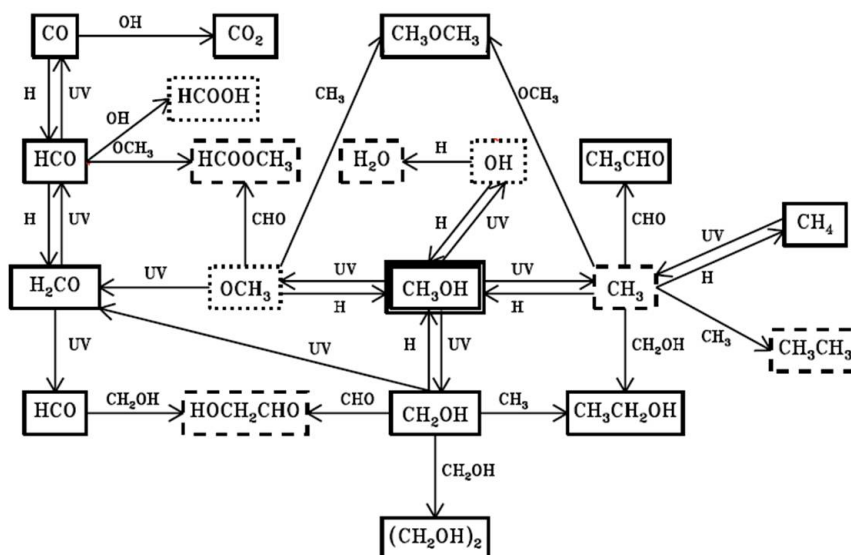 OH
CO
CO2
CH3OCH3
H
UV
HCOOH
CH3
OCH3
OH
OCH3
HCO
HCOOCH3
H2O
H
OH
CH3CHO
H
UV
CHO
H
UV
CHO
UV
CH4
H
H2CO
UV
OCH3
UV
H
CH3OH
UV
H
CH3
UV
UV
H
UV
CH2OH
CH3
CH3CH3
HCO
CH2OH
HOCH2CHO
CHO
CH2OH
CH3
CH3CH2OH
CH2OH
(CH2OH)2